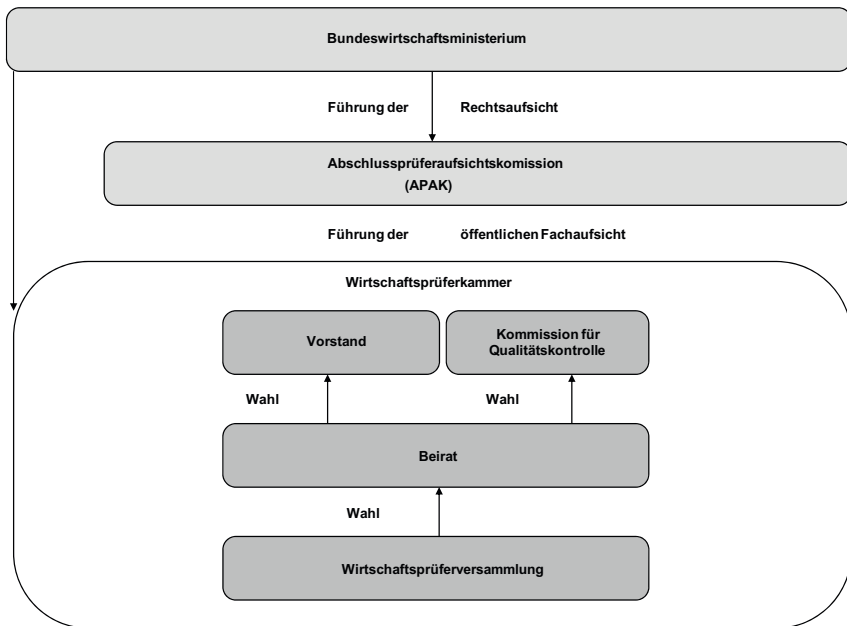 Bundeswirtschaftsministerium
Führung der Rechtsaufsicht
Abschlussprüferaufsichtskomission
(APAK)
Führung der öffentlichen Fachaufsicht
Wirtschaftsprüferkammer
Vorstand
Kommission für
Qualitätskontrolle
Wahl Wahl
Beirat
Wahl
Wirtschaftsprüferversammlung